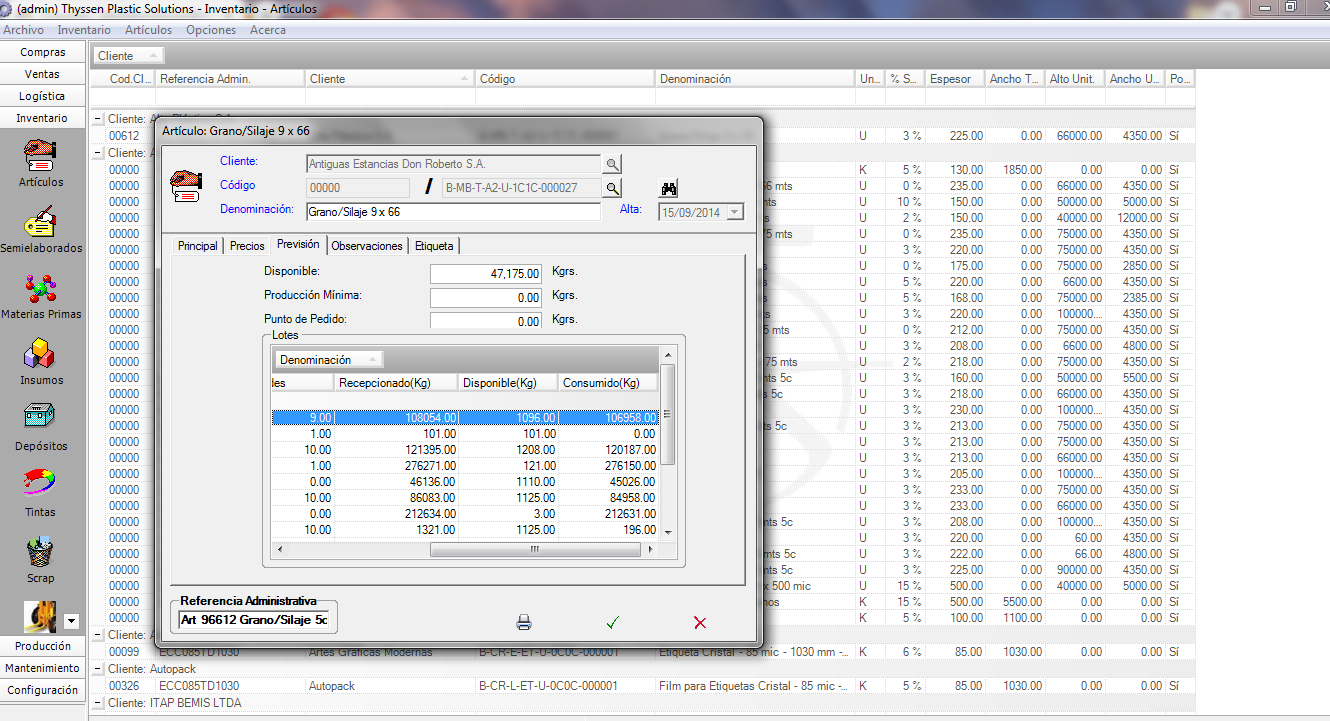 (admin) Thyssen Plastic Solutions - Inventario - Artículos
Archivo Inventario Artículos Opciones Acerca
Compras
Ventas
Logística
Inventario
Artículos
Semielaborados
Materias Primas
Insumos
Depósitos
Tintas
Scrap
Producción
Mantenimiento
Configuración
Cliente
Cod.Cl... Referencia Admin. Cliente Código Denominación Un... % S... Espesor Ancho T... Alto Unit. Ancho U... Po...
Cliente:
00612 U 3 % 225.00 0.00 66000.00 4350.00 Sí
Cliente: A
00000 K 5 % 130.00 1850.00 0.00 0.00 Sí
00000 66 mts U 0 % 235.00 0.00 66000.00 4350.00 Sí
00000 nts U 10 % 150.00 0.00 50000.00 5000.00 Sí
00000 s U 2 % 150.00 0.00 40000.00 12000.00 Sí
00000 75 mts U 0 % 235.00 0.00 75000.00 4350.00 Sí
00000 U 3 % 220.00 0.00 75000.00 4350.00 Sí
00000 s U 0 % 175.00 0.00 75000.00 2850.00 Sí
00000 s U 5 % 220.00 0.00 6600.00 4350.00 Sí
00000 s U 5 % 168.00 0.00 75000.00 2385.00 Sí
00000 U 3 % 220.00 0.00 100000.... 4350.00 Sí
00000 5 mts U 0 % 212.00 0.00 75000.00 4350.00 Sí
00000 U 3 % 208.00 0.00 6600.00 4800.00 Sí
00000 75 mts U 2 % 218.00 0.00 75000.00 4350.00 Sí
00000 nts 5c U 3 % 160.00 0.00 50000.00 5500.00 Sí
00000 s 5c U 3 % 218.00 0.00 66000.00 4350.00 Sí
00000 U 3 % 230.00 0.00 100000.... 4350.00 Sí
00000 nts 5c U 3 % 213.00 0.00 75000.00 4350.00 Sí
00000 U 3 % 213.00 0.00 75000.00 4350.00 Sí
00000 U 3 % 213.00 0.00 66000.00 4350.00 Sí
00000 U 3 % 205.00 0.00 100000.... 4350.00 Sí
00000 U 3 % 233.00 0.00 75000.00 4350.00 Sí
00000 U 3 % 233.00 0.00 66000.00 4350.00 Sí
00000 nts 5c U 3 % 208.00 0.00 100000.... 4350.00 Sí
00000 U 3 % 220.00 0.00 60.00 4350.00 Sí
00000 mts 5c U 3 % 222.00 0.00 66.00 4800.00 Sí
00000 nts 5c U 3 % 225.00 0.00 90000.00 4350.00 Sí
00000 x 500 mic U 15 % 500.00 0.00 40000.00 5000.00 Sí
00000 nos K 15 % 500.00 5500.00 0.00 0.00 Sí
00000 K 5 % 100.00 1100.00 0.00 0.00 Sí
Cliente: A
00099 ECC085TD1030 Artes Gráficas Modernas B-CR-E-ET-U-0C0C-000001 Etiqueta Cristal - 85 mic - 1030 mm -... K 6 % 85.00 1030.00 0.00 0.00 Sí
Cliente: Autopack
00326 ECC085TD1030 Autopack B-CR-L-ET-U-0C0C-000001 Film para Etiquetas Cristal - 85 mic -... K 5 % 85.00 1030.00 0.00 0.00 Sí
Cliente: ITAP BEMIS LTDA
Artículo: Grano/Silaje 9 x 66
Cliente: Antiguas Estancias Don Roberto S.A.
Código 00000 / B-MB-T-A2-U-1C1C-000027
Denominación: Grano/Silaje 9 x 66 Alta: 15/09/2014
Principal Precios Previsión Observaciones Etiqueta
Disponible: 47,175.00 Kgrs.
Producción Mínima: 0.00 Kgrs.
Punto de Pedido: 0.00 Kgrs.
Lotes
Denominación
les Recepcionado(Kg) Disponible(Kg) Consumido(Kg)
9.00 108054.00 1096.00 106958.00
1.00 101.00 101.00 0.00
10.00 121395.00 1208.00 120187.00
1.00 276271.00 121.00 276150.00
0.00 46136.00 1110.00 45026.00
10.00 86083.00 1125.00 84958.00
0.00 212634.00 3.00 212631.00
10.00 1321.00 1125.00 196.00
Referencia Administrativa
Art 96612 Grano/Silaje 5c